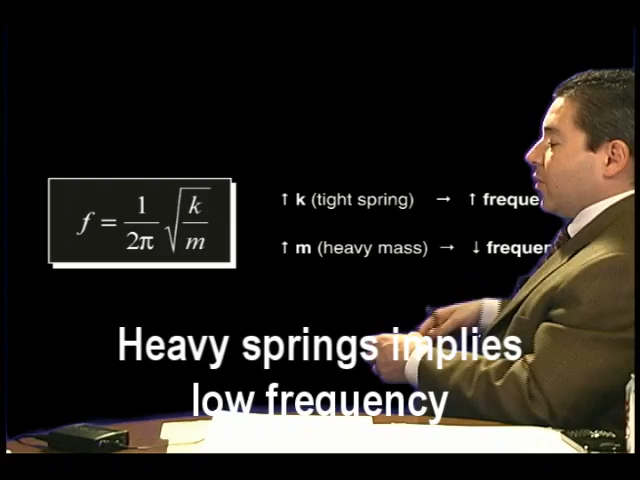 f = 1/2π √k/m
↑ k (tight spring) → ↑
↑ m (heavy mass) → ↓
Heavy springs implies
low frequency